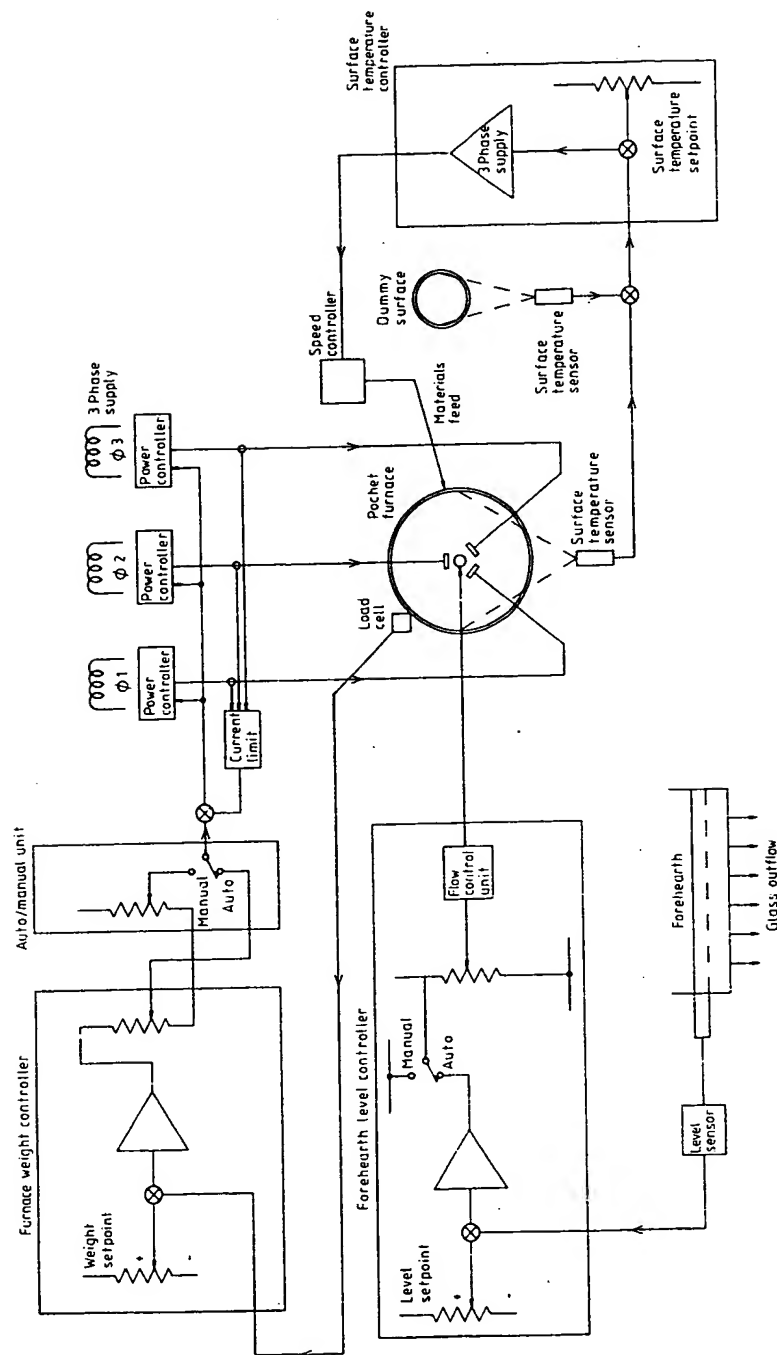 Furnace weight controller
Weight
setpoint
+
-
Auto/manual unit
Manual
Auto
Φ1
Φ2
Φ3
3 Phase
supply
Power
controller
Power
controller
Power
controller
Current
limit
Load
cell
Pochet
furnace
Speed
controller
Materials
feed
Surface
temperature
sensor
Dummy
surface
Surface
temperature
sensor
Surface
temperature
controller
3 Phase
supply
Surface
temperature
setpoint
Forehearth level controller
Level
setpoint
+
-
Manual
Auto
Flow
control
unit
Level
sensor
Forehearth
Glass outflow